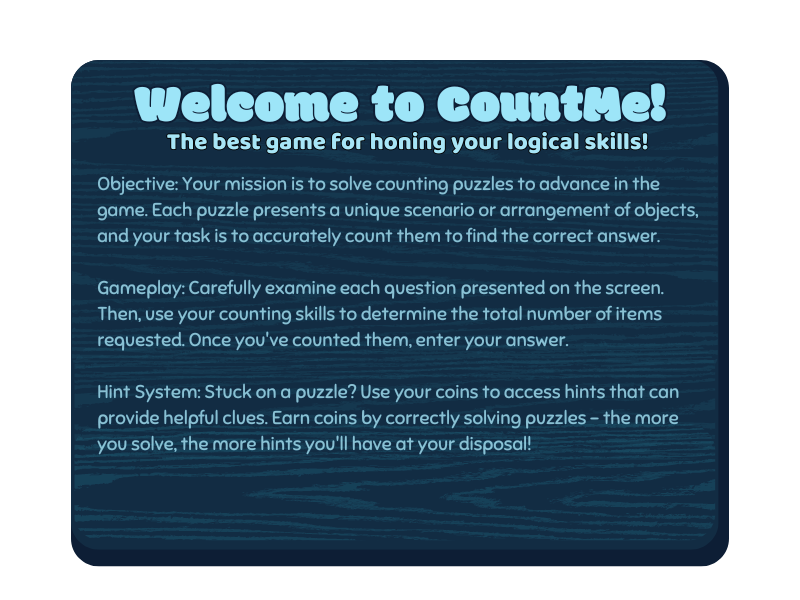 Welcome to CountMe!
The best game for honing your logical skills!
Objective: Your mission is to solve counting puzzles to advance in the
game. Each puzzle presents a unique scenario or arrangement of objects,
and your task is to accurately count them to find the correct answer.
Gameplay: Carefully examine each question presented on the screen.
Then, use your counting skills to determine the total number of items
requested. Once you've counted them, enter your answer.
Hint System: Stuck on a puzzle? Use your coins to access hints that can
provide helpful clues. Earn coins by correctly solving puzzles - the more
you solve, the more hints you'll have at your disposal!